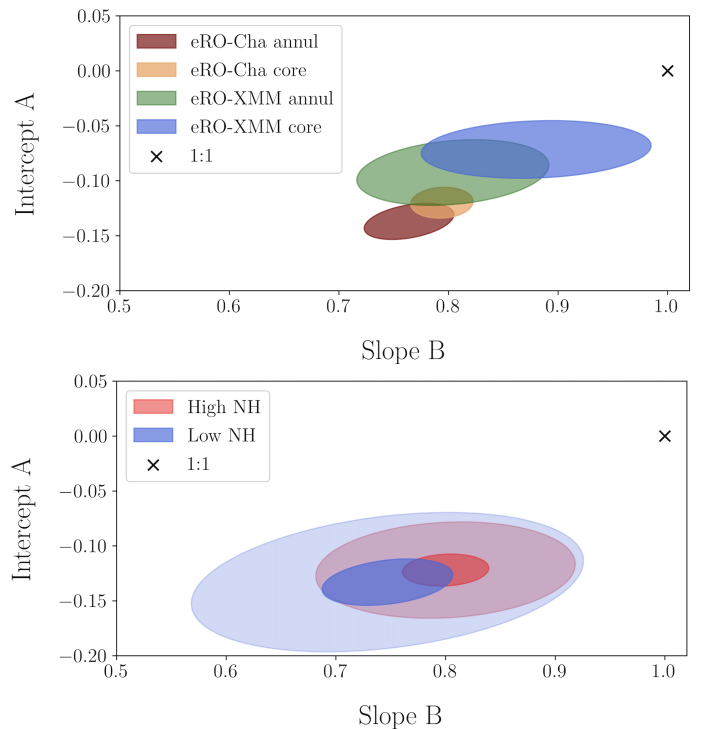 0.05
0.00
−0.05
−0.10
−0.15
−0.20
Intercept A
eRO-Cha annul
eRO-Cha core
eRO-XMM annul
eRO-XMM core
1:1
0.5 0.6 0.7 0.8 0.9 1.0
Slope B
0.05
0.00
−0.05
−0.10
−0.15
−0.20
Intercept A
High NH
Low NH
1:1
0.5 0.6 0.7 0.8 0.9 1.0
Slope B